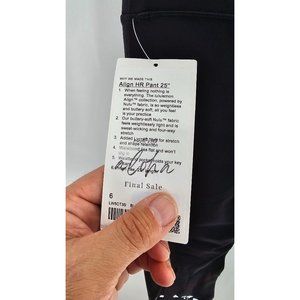 WHY WE MADE THIS
Align HR Pant 25"
1 When feeling nothing is
everything. The lululemon
Align™ collection, powered by
Nulu™ fabric, is so weightless
and buttery-soft, all you feel
is your practice
2 Our buttery-soft Nulu™ fabric
feels weightlessly light and is
sweat-wicking and four-way
stretch
3 Added Lycra® fibre for stretch
and shape retention
4
5
aloha
Final Sale
6